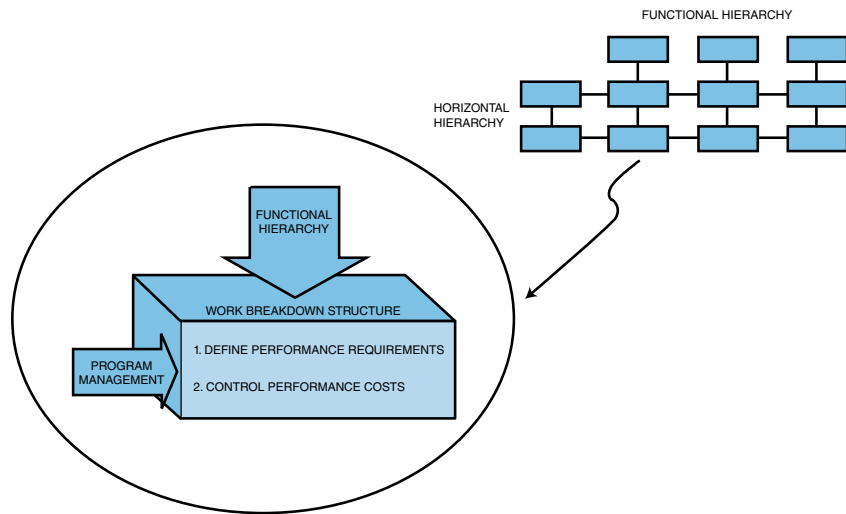 FUNCTIONAL HIERARCHY
HORIZONTAL
HIERARCHY
FUNCTIONAL
HIERARCHY
WORK BREAKDOWN STRUCTURE
1. DEFINE PERFORMANCE REQUIREMENTS
PROGRAM
MANAGEMENT
2. CONTROL PERFORMANCE COSTS